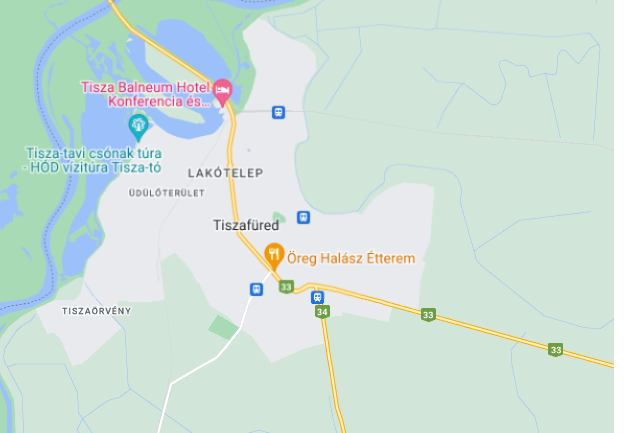 Tisza Balneum Hotel
Konferencia és...
Tisza-tavi csónak túra
- HÓD vízitúra Tisza-tó
LAKÓTELEP
ÜDÜLŐTERÜLET
Tiszafüred
Öreg Halász Étterem
33
TISZAÖRVÉNY
34
33
33